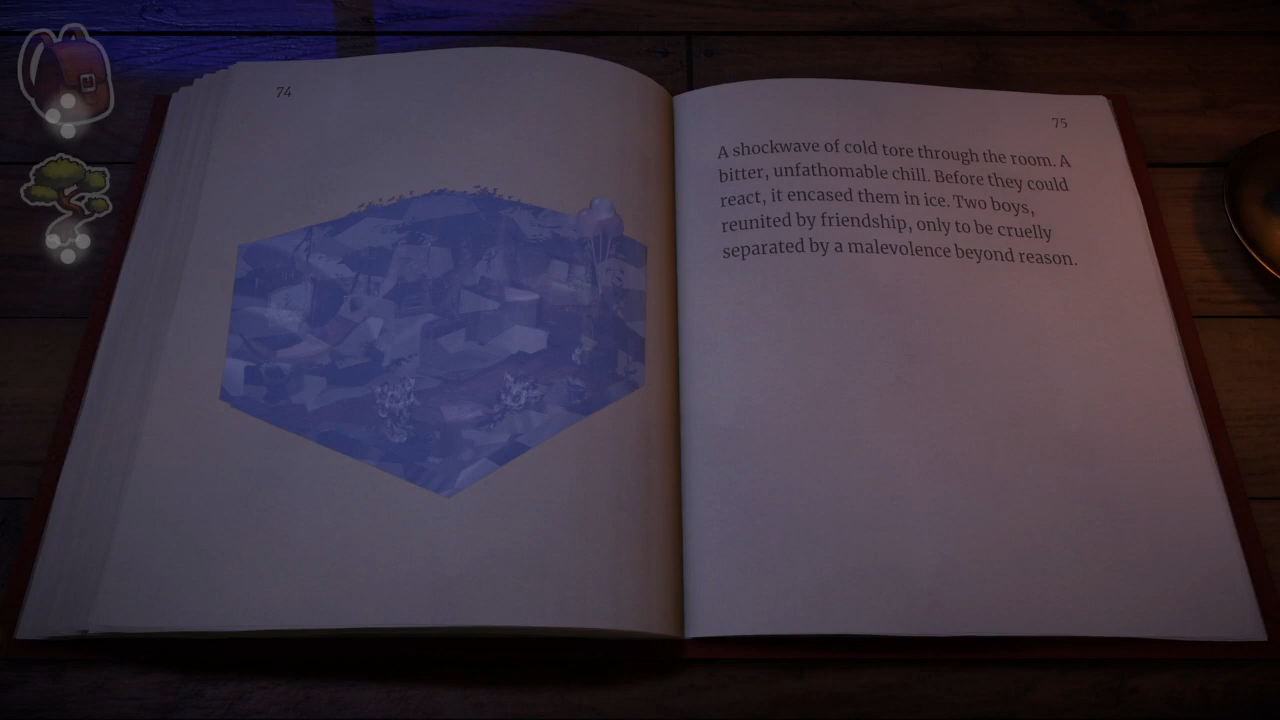 74
75
A shockwave of cold tore through the room. A
bitter, unfathomable chill. Before they could
react, it encased them in ice. Two boys,
reunited by friendship, only to be cruelly
separated by a malevolence beyond reason.